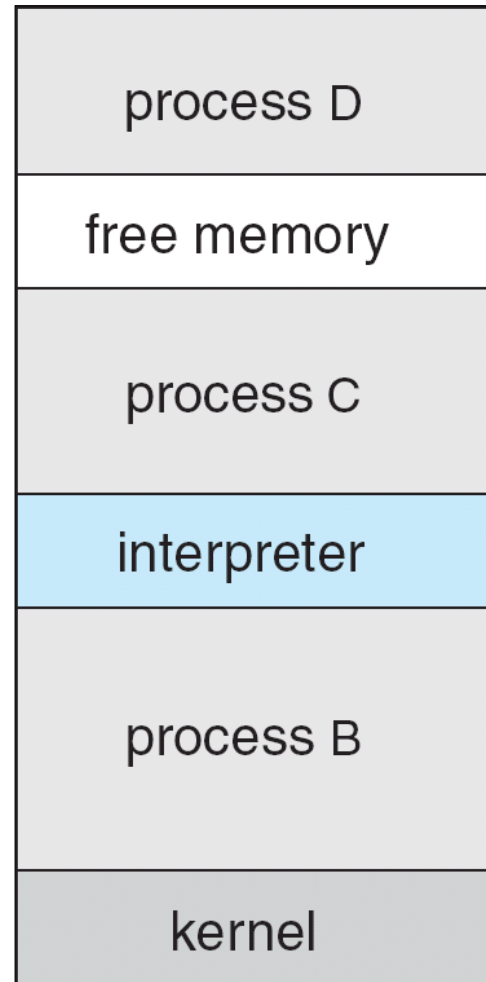 process D
free memory
process C
interpreter
process B
kernel